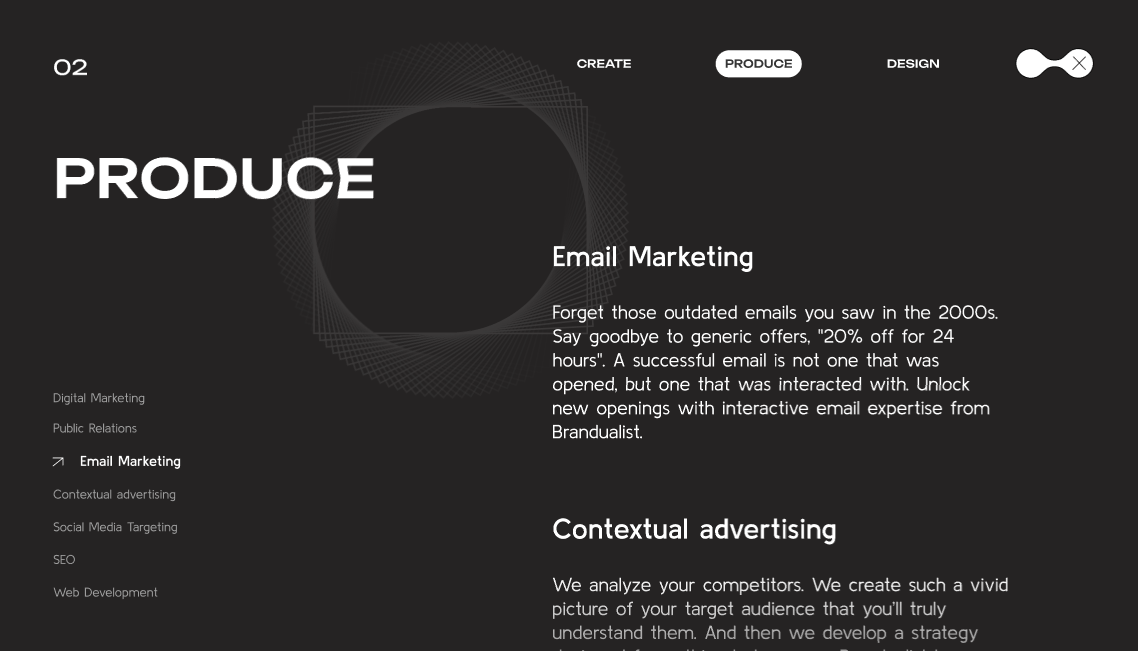 02
CREATE
PRODUCE
DESIGN
PRODUCE
Email Marketing
Forget those outdated emails you saw in the 2000s.
Say goodbye to generic offers, "20% off for 24
hours". A successful email is not one that was
opened, but one that was interacted with. Unlock
new openings with interactive email expertise from
Brandualist.
Digital Marketing
Public Relations
Email Marketing
Contextual advertising
Social Media Targeting
SEO
Web Development
Contextual advertising
We analyze your competitors. We create such a vivid
picture of your target audience that you'll truly
understand them. And then we develop a strategy